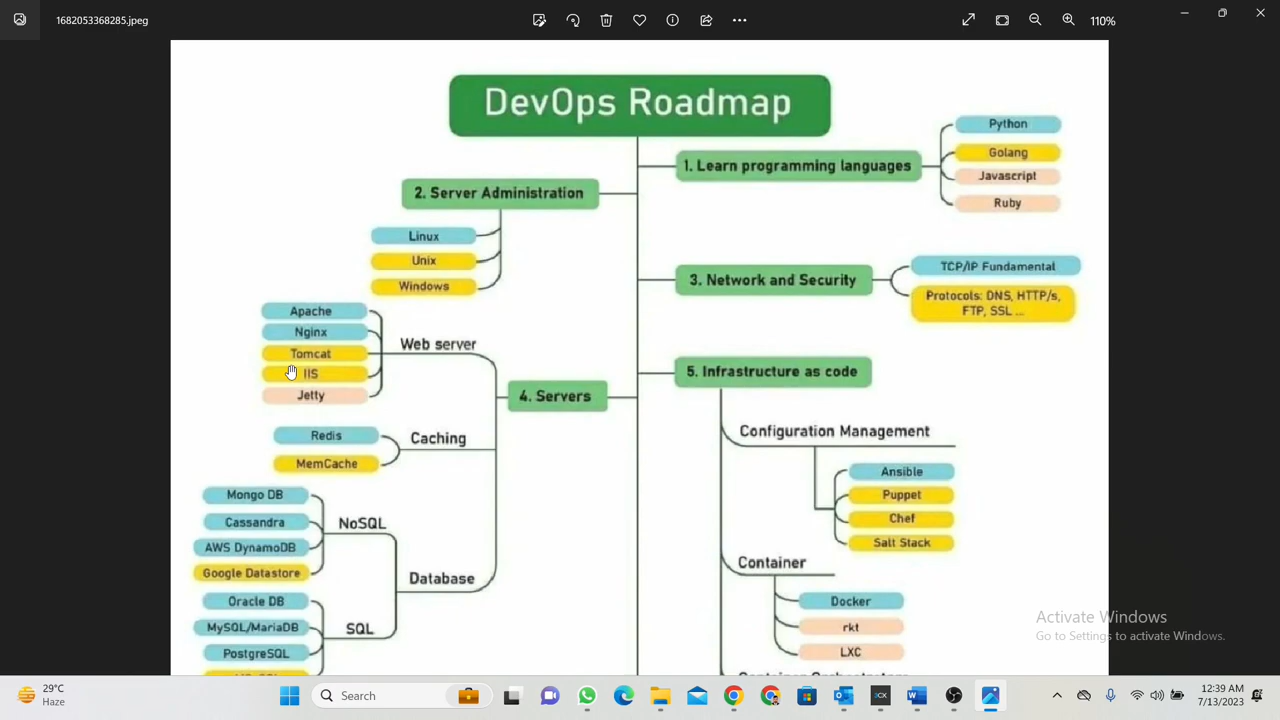 1682053368285.jpeg
110%
DevOps Roadmap
1. Learn programming languages
Python
Golang
Javascript
Ruby
2. Server Administration
Linux
Unix
Windows
3. Network and Security
TCP/IP Fundamental
Protocols: DNS, HTTP/s,
FTP, SSL ...
4. Servers
Web server
Apache
Nginx
Tomcat
IIS
Jetty
Caching
Redis
MemCache
Database
NoSQL
Mongo DB
Cassandra
AWS DynamoDB
Google Datastore
SQL
Oracle DB
MySQL/MariaDB
PostgreSQL
5. Infrastructure as code
Configuration Management
Ansible
Puppet
Chef
Salt Stack
Container
Docker
rkt
LXC
Activate Windows
Go to Settings to activate Windows.
29°C
Haze
Search
3CX
12:39 AM
7/13/2023